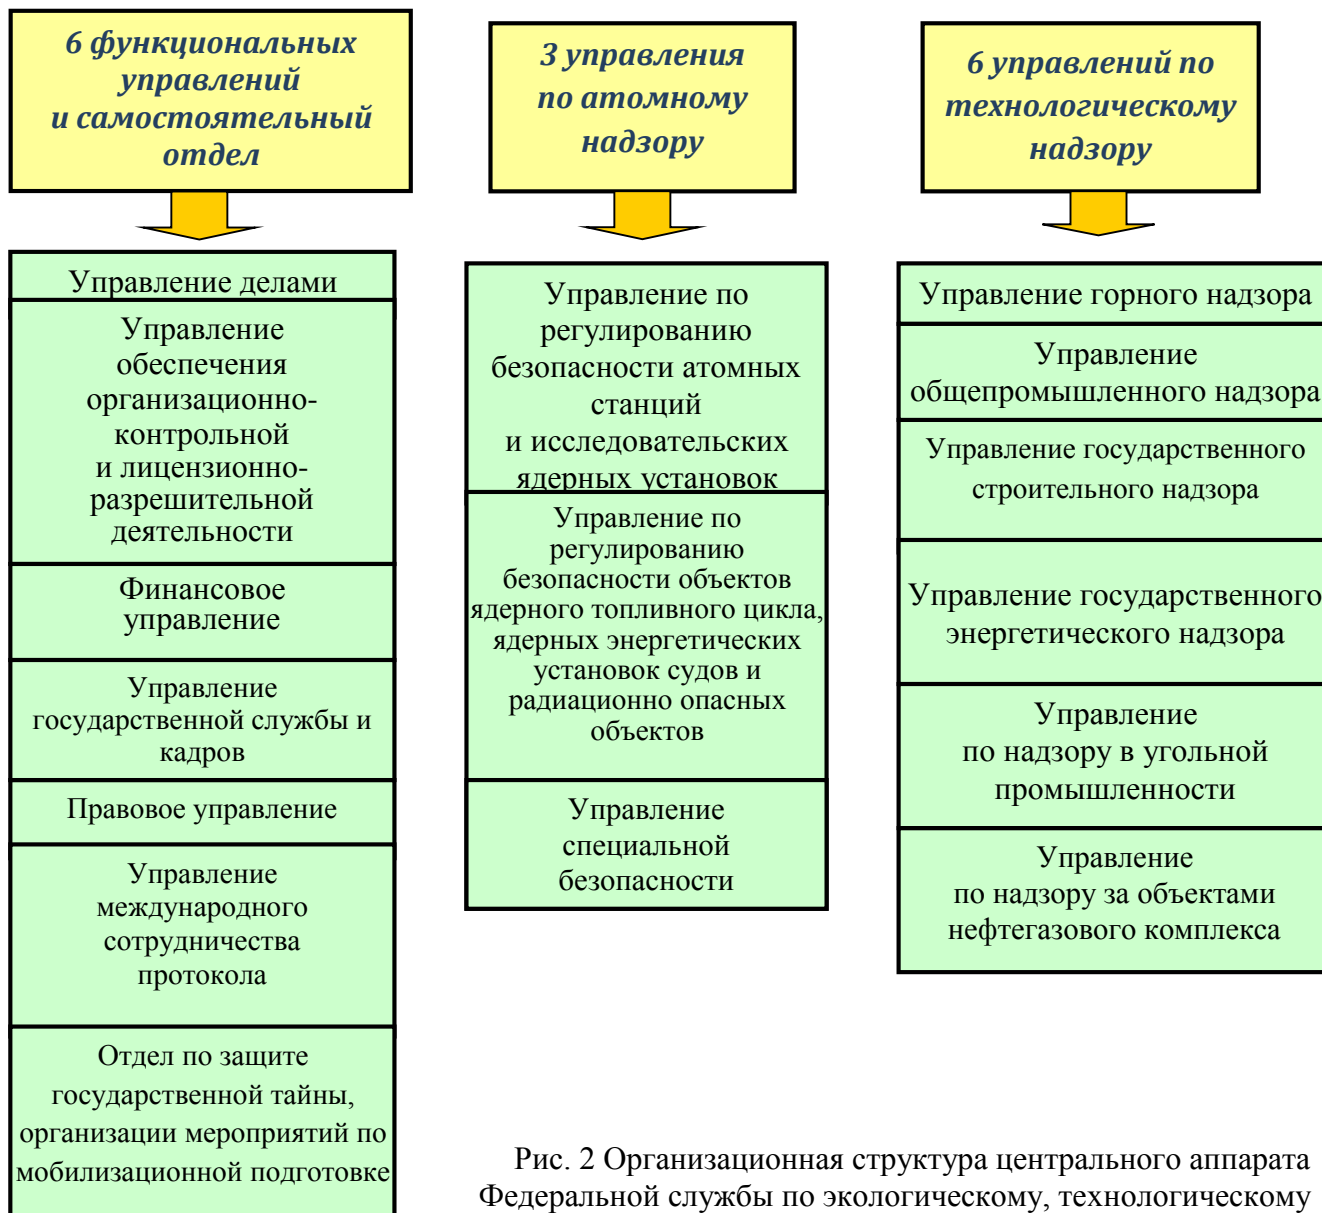 6 функциональных
управлений
и самостоятельный
отдел
Управление делами
Управление
обеспечения
организационно-
контрольной
и лицензионно-
разрешительной
деятельности
Финансовое
управление
Управление
государственной службы и
кадров
Правовое управление
Управление
международного
сотрудничества
протокола
Отдел по защите
государственной тайны,
организации мероприятий по
мобилизационной подготовке
3 управления
по атомному
надзору
Управление по
регулированию
безопасности атомных
станций
и исследовательских
ядерных установок
Управление по
регулированию
безопасности объектов
ядерного топливного цикла,
ядерных энергетических
установок судов и
радиационно опасных
объектов
Управление
специальной
безопасности
6 управлений по
технологическому
надзору
Управление горного надзора
Управление
общепромышленного надзора
Управление государственного
строительного надзора
Управление государственного
энергетического надзора
Управление
по надзору в угольной
промышленности
Управление
по надзору за объектами
нефтегазового комплекса
Рис. 2 Организационная структура центрального аппарата
Федеральной службы по экологическому, технологическому